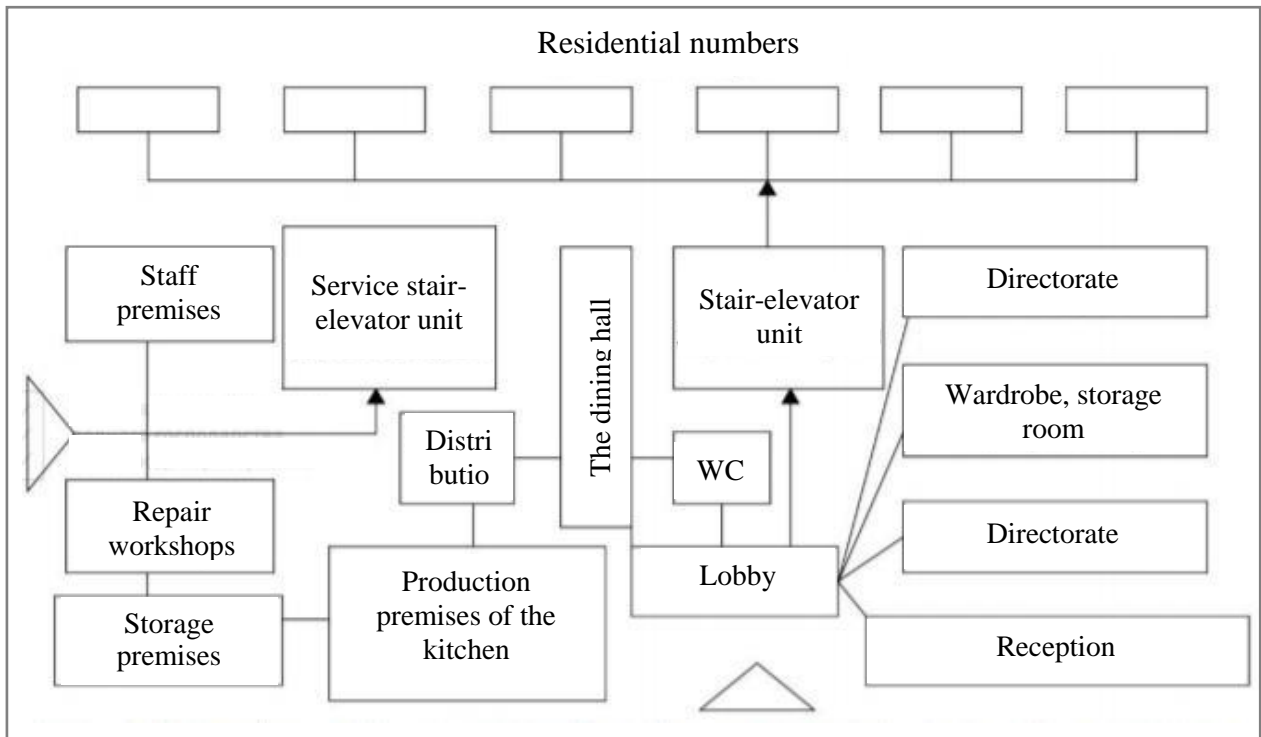 Residential numbers
Staff
premises
Service stair-
elevator unit
The dining hall
Stair-elevator
unit
Directorate
Wardrobe, storage
room
Distri
butio
WC
Repair
workshops
Directorate
Production
premises of the
kitchen
Lobby
Storage
premises
Reception